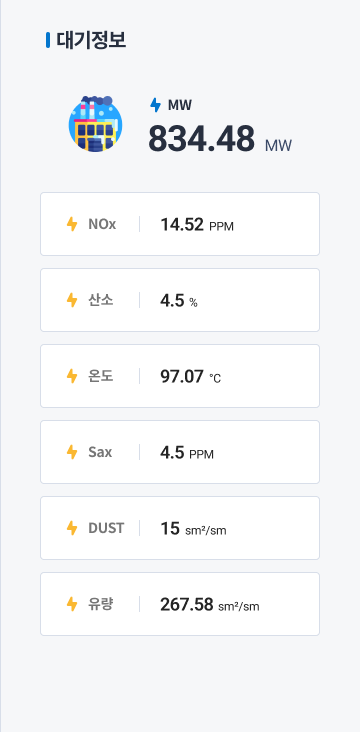 대기정보
MW
834.48 MW
NOx 14.52 PPM
산소 4.5 %
온도 97.07 °C
Sax 4.5 PPM
DUST 15 sm²/sm
유량 267.58 sm²/sm